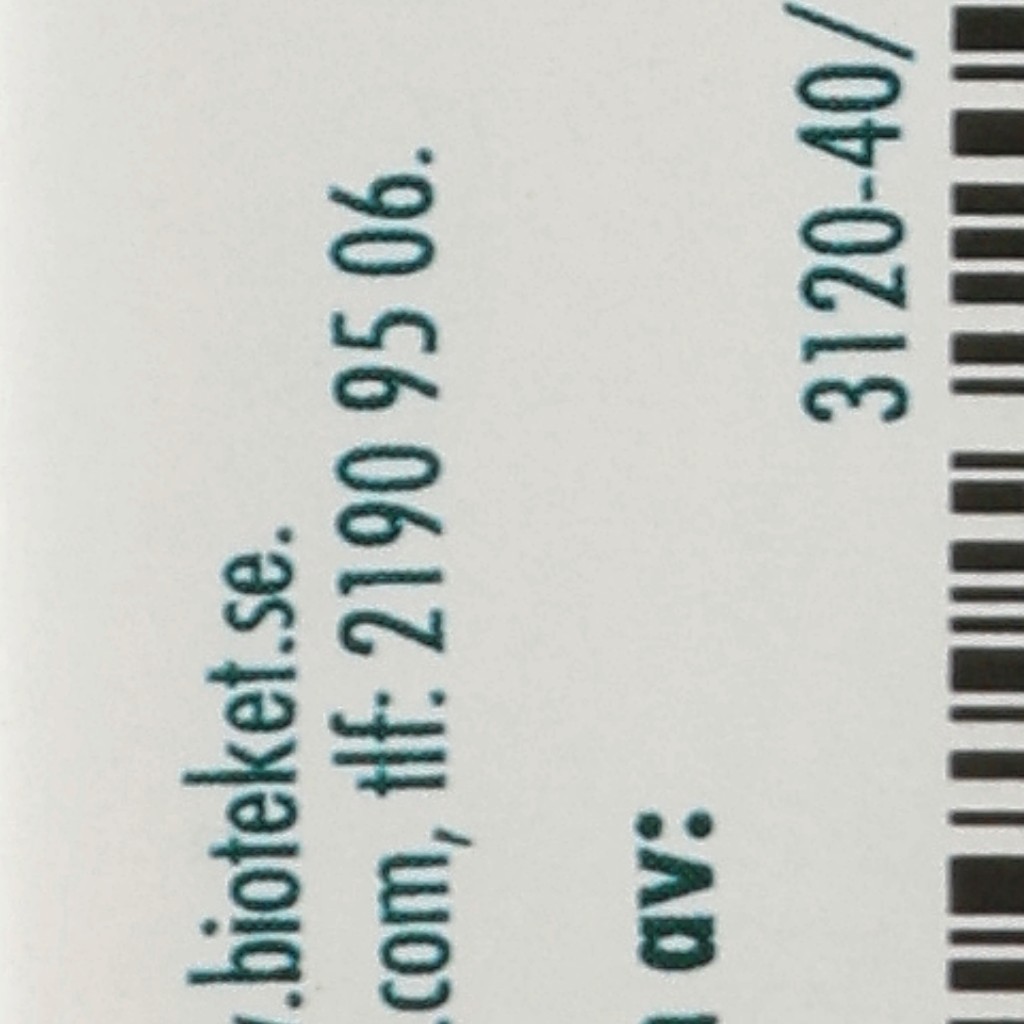 .bioteket.se.
.com, tlf: 2190 95 06.
av:
3120-40/